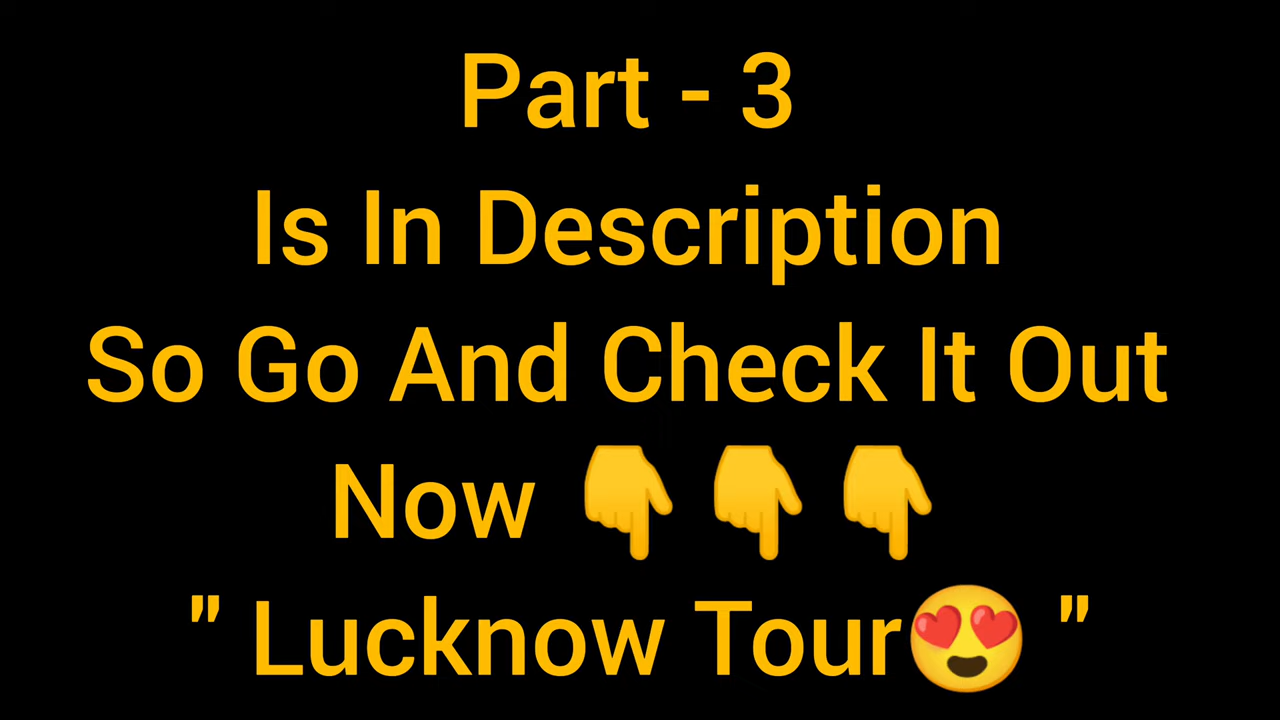 Part - 3
Is In Description
So Go And Check It Out
Now 👇👇👇
" Lucknow Tour😍 "